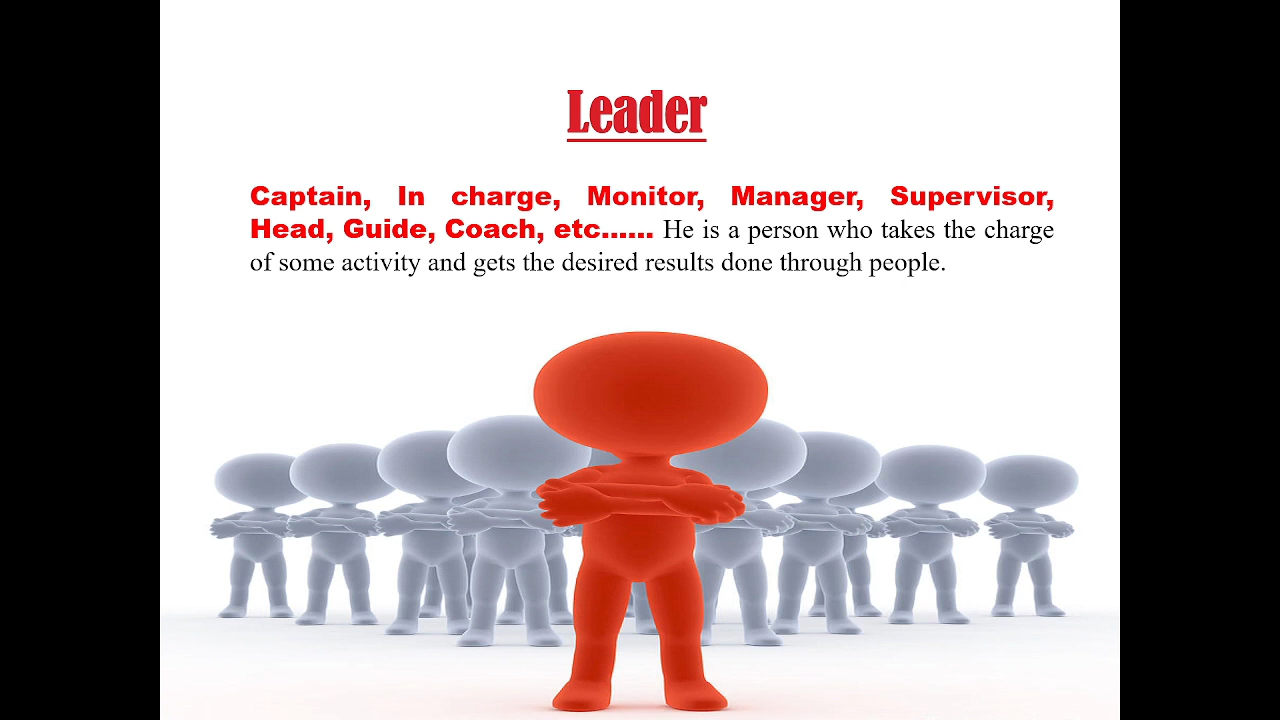 Leader
Captain, In charge, Monitor, Manager, Supervisor,
Head, Guide, Coach, etc...... He is a person who takes the charge
of some activity and gets the desired results done through people.